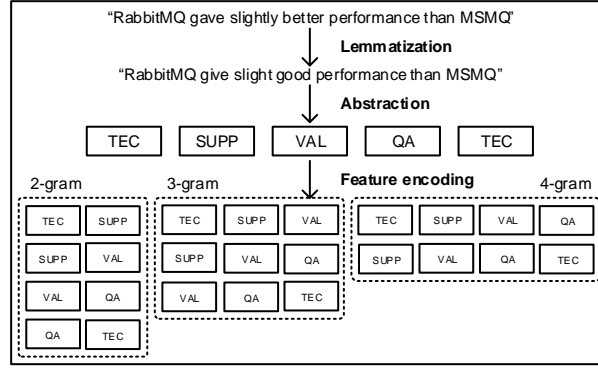 “RabbitMQ gave slightly better performance than MSMQ”
Lemmatization
“RabbitMQ give slight good performance than MSMQ”
Abstraction
TEC SUPP VAL QA TEC
Feature encoding
2-gram 3-gram 4-gram
TEC SUPP
SUPP VAL
VAL QA
QA TEC
TEC SUPP VAL
SUPP VAL QA
VAL QA TEC
TEC SUPP VAL QA
SUPP VAL QA TEC